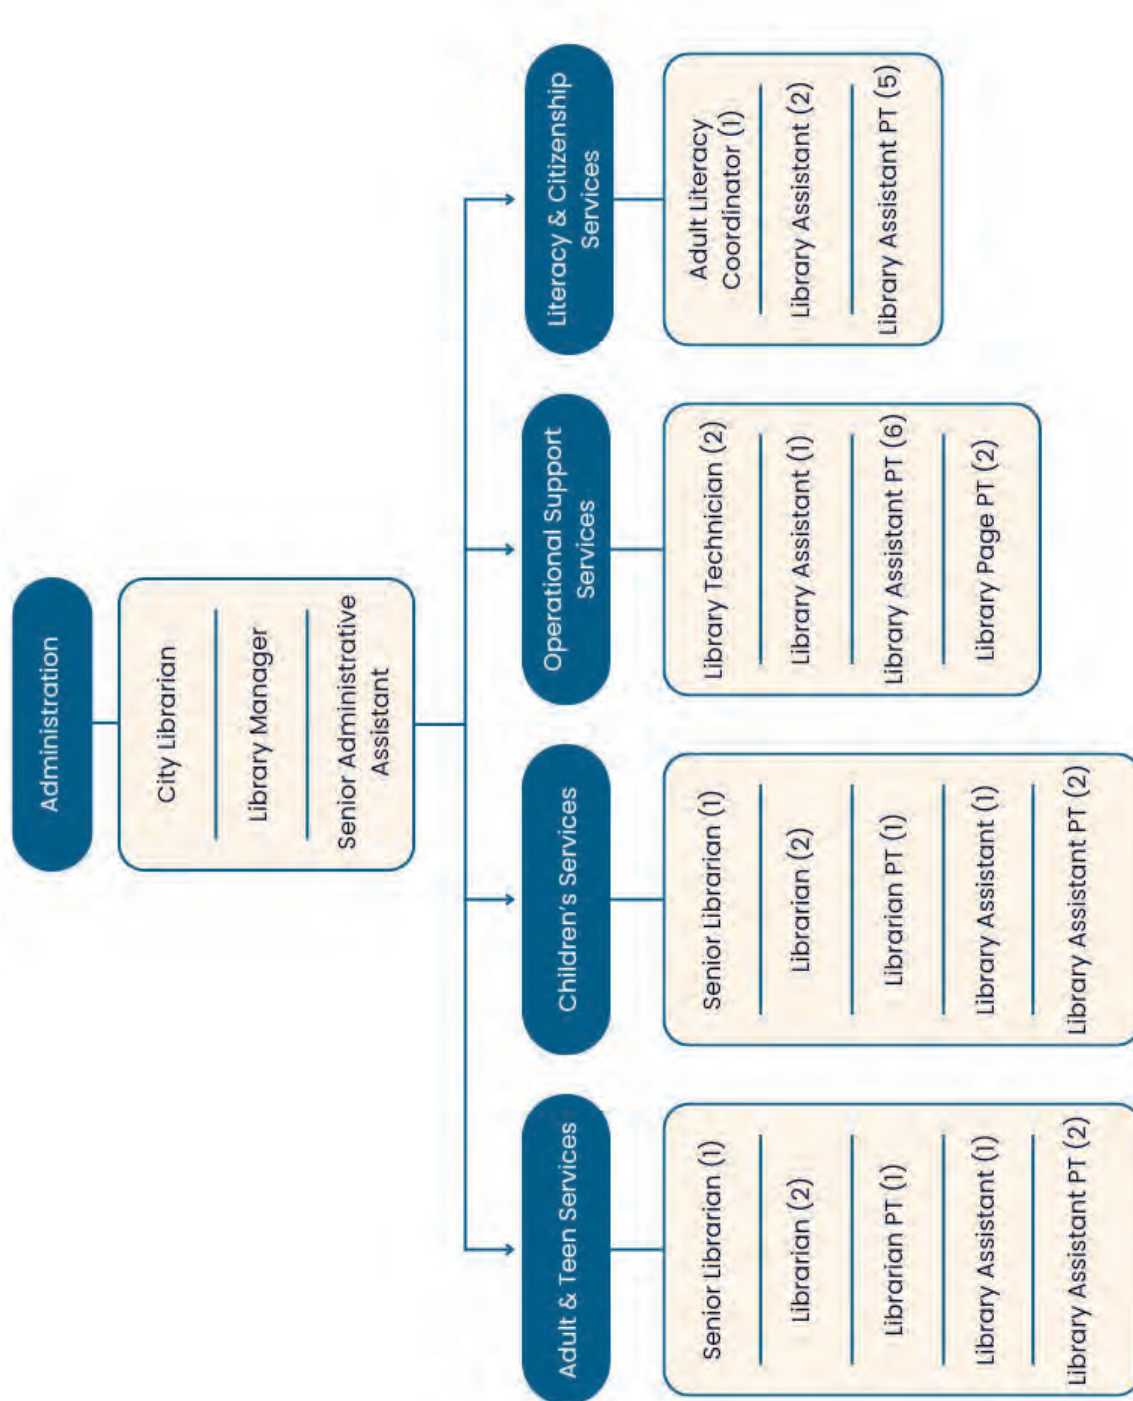 Administration
City Librarian
Library Manager
Senior Administrative
Assistant
Adult & Teen Services
Senior Librarian (1)
Librarian (2)
Librarian PT (1)
Library Assistant (1)
Library Assistant PT (2)
Children's Services
Senior Librarian (1)
Librarian (2)
Librarian PT (1)
Library Assistant (1)
Library Assistant PT (2)
Operational Support
Services
Library Technician (2)
Library Assistant (1)
Library Assistant PT (6)
Library Page PT (2)
Literacy & Citizenship
Services
Adult Literacy
Coordinator (1)
Library Assistant (2)
Library Assistant PT (5)